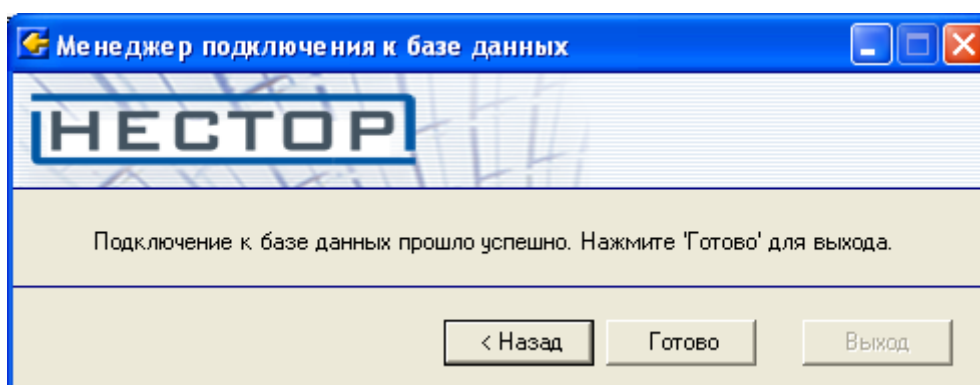 Менеджер подключения к базе данных
НЕСТОР
Подключение к базе данных прошло успешно. Нажмите 'Готово' для выхода.
< Назад Готово Выход